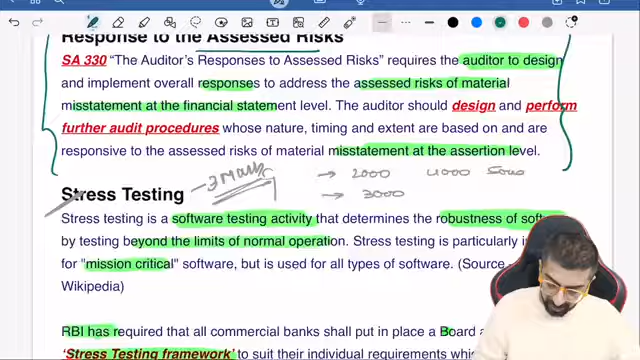 Response to the Assessed Risks
SA 330 "The Auditor's Responses to Assessed Risks" requires the auditor to design
and implement overall responses to address the assessed risks of material
misstatement at the financial statement level. The auditor should design and perform
further audit procedures whose nature, timing and extent are based on and are
responsive to the assessed risks of material misstatement at the assertion level.
Stress Testing - 3 Marks → 2000 4000 5000
→ 3000
Stress testing is a software testing activity that determines the robustness of
by testing beyond the limits of normal operation. Stress testing is particularly
for "mission critical" software, but is used for all types of software. (Source
Wikipedia)
RBI has required that all commercial banks shall put in place a Board
'Stress Testing framework' to suit their individual requirements